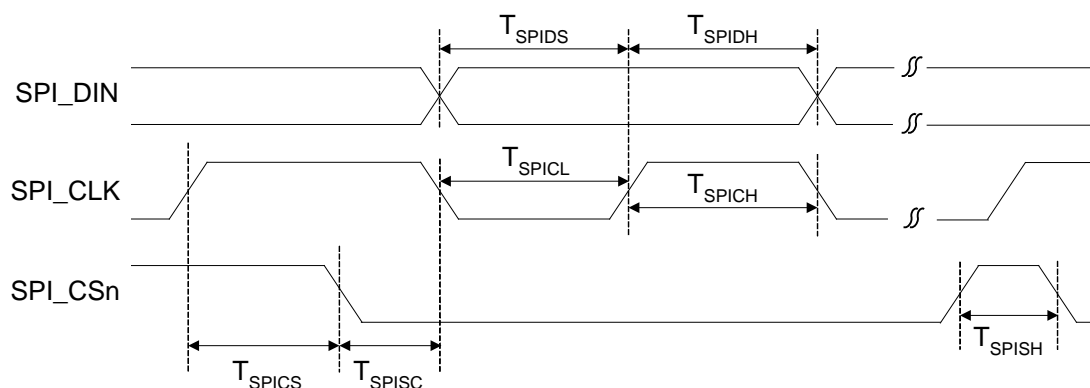 T_SPIDS T_SPIDH
SPI_DIN
SPI_CLK
T_SPICL
T_SPICH
SPI_CSn
T_SPICS T_SPISC T_SPISH